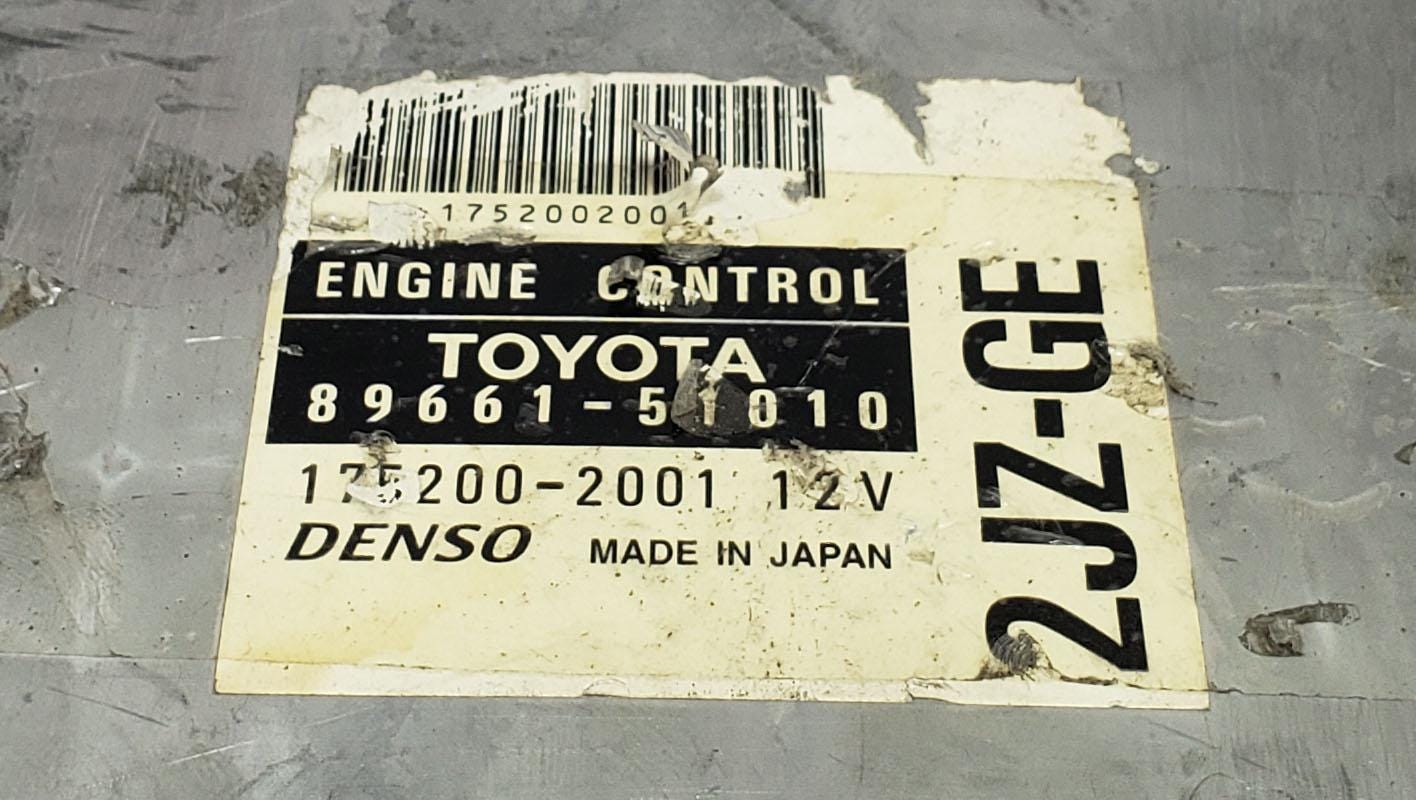 1752002001
ENGINE CONTROL
TOYOTA
89661-51010
175200-2001 12V
DENSO MADE IN JAPAN
2JZ-GE